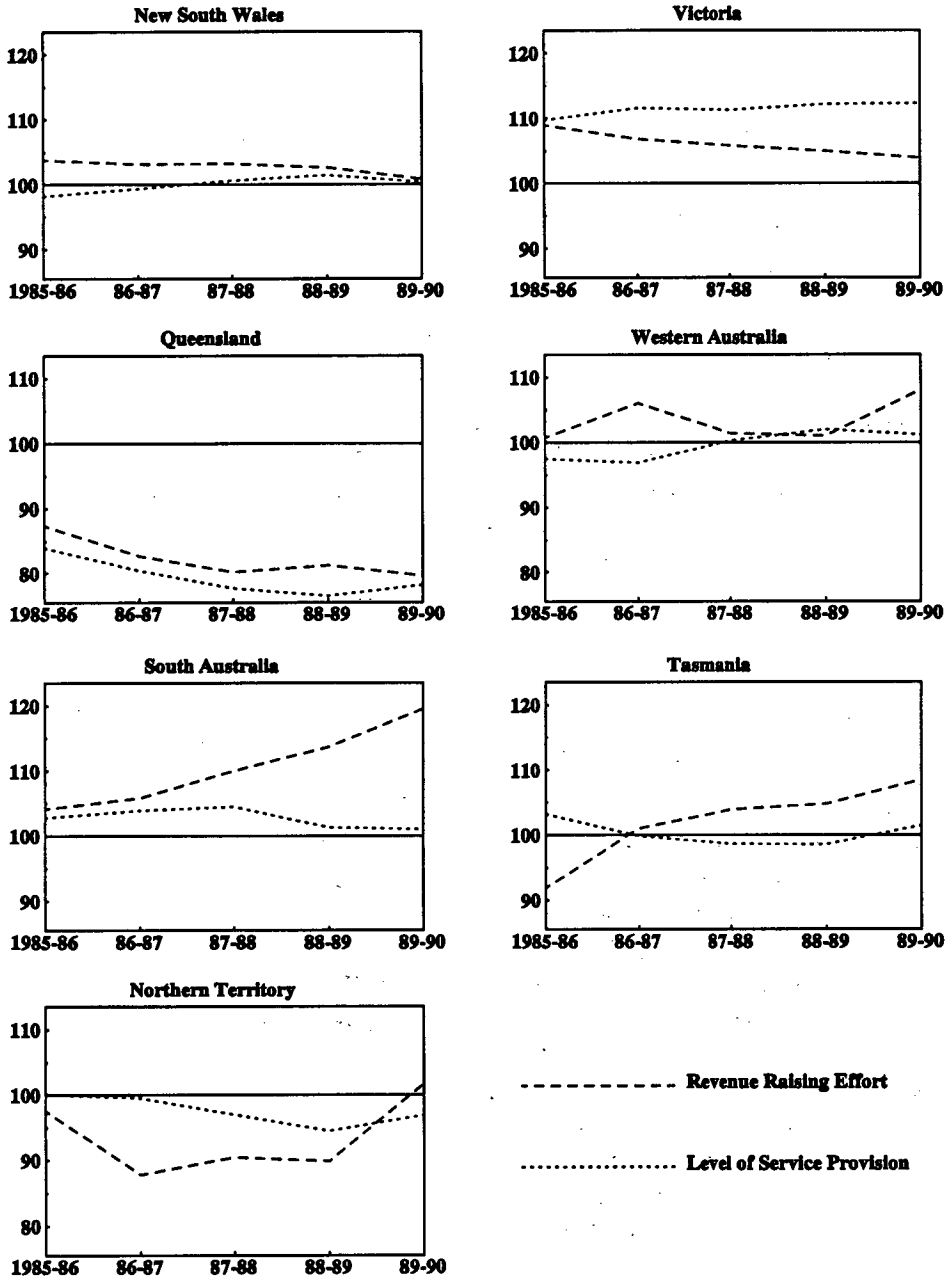 New South Wales
120
110
100
90
1985-86 86-87 87-88 88-89 89-90
Victoria
120
110
100
90
1985-86 86-87 87-88 88-89 89-90
Queensland
110
100
90
80
1985-86 86-87 87-88 88-89 89-90
Western Australia
110
100
90
80
1985-86 86-87 87-88 88-89 89-90
South Australia
120
110
100
90
1985-86 86-87 87-88 88-89 89-90
Tasmania
120
110
100
90
1985-86 86-87 87-88 88-89 89-90
Northern Territory
110
100
90
80
1985-86 86-87 87-88 88-89 89-90
Revenue Raising Effort
Level of Service Provision